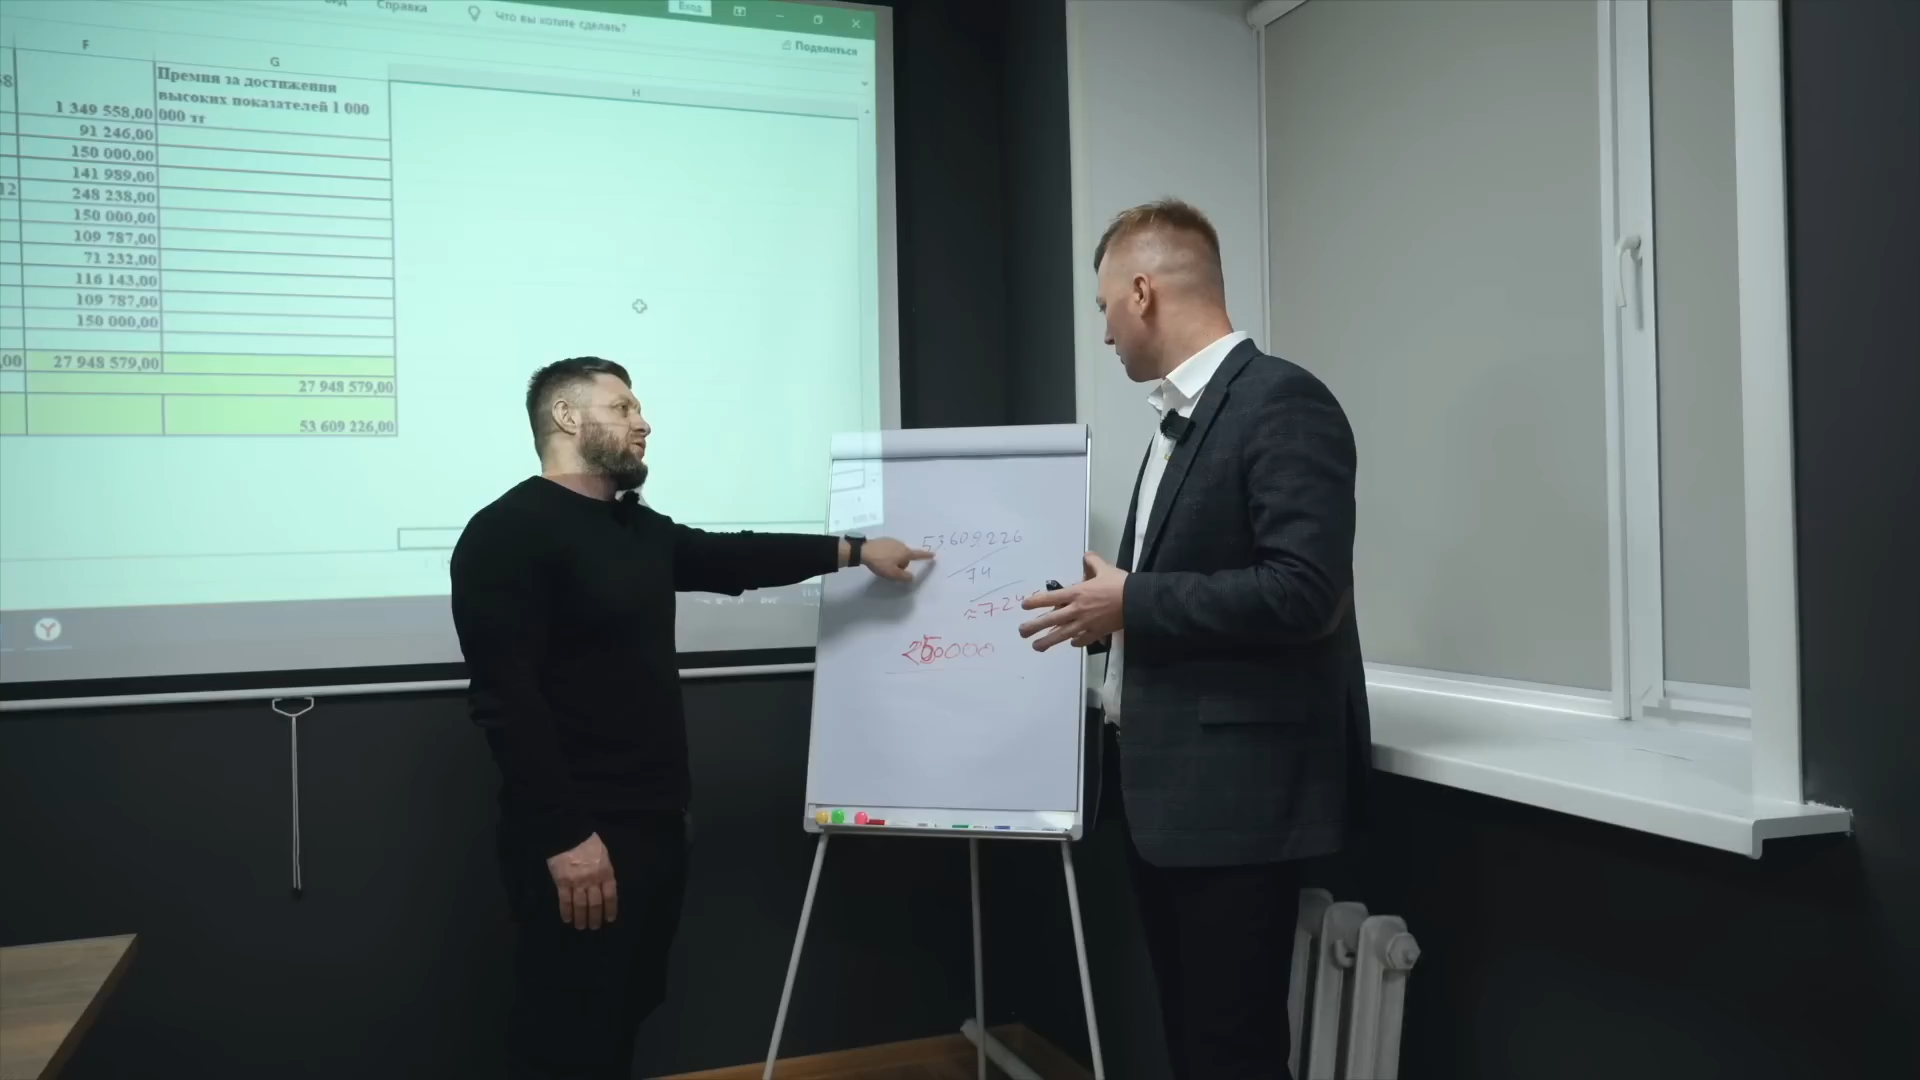 Справка
Что вы хотите сделать?
Вход
Поделиться
F
G
H
Премия за достижения
высоких показателей 1 000
000 тг
1 349 558,00
91 246,00
150 000,00
141 989,00
12
248 238,00
150 000,00
109 787,00
71 232,00
116 143,00
109 787,00
150 000,00
,00
27 948 579,00
27 948 579,00
53 609 226,00
53609226
74
≈724
250000